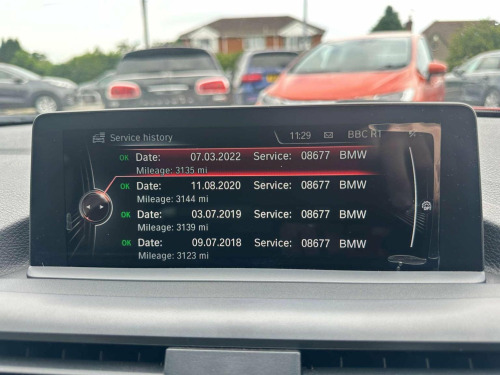 Service history 11:29 BBC R1
OK Date: 07.03.2022 Service: 08677 BMW
Mileage: 3135 mi
OK Date: 11.08.2020 Service: 08677 BMW
Mileage: 3144 mi
OK Date: 03.07.2019 Service: 08677 BMW
Mileage: 3139 mi
OK Date: 09.07.2018 Service: 08677 BMW
Mileage: 3123 mi